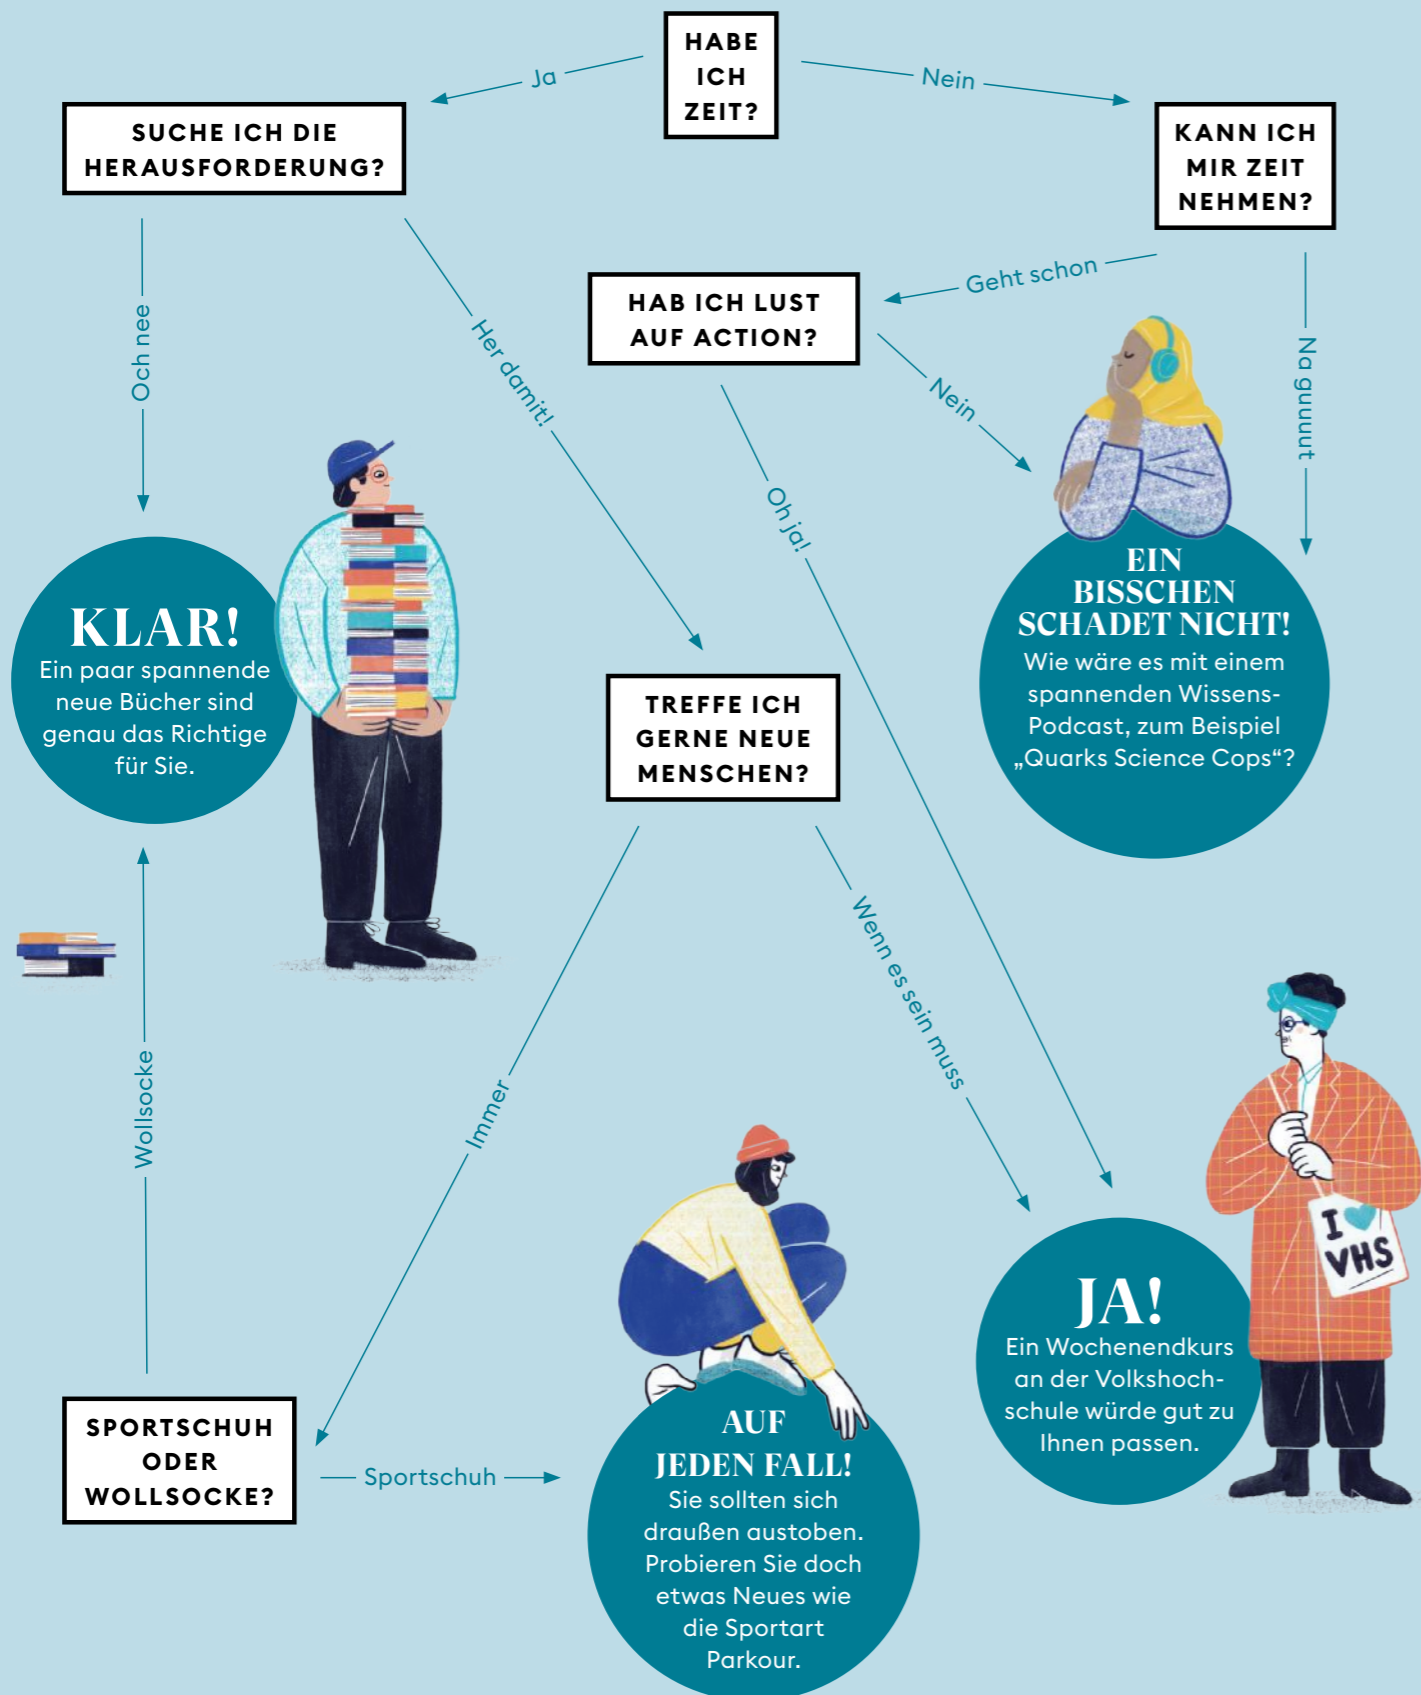 HABE
ICH
ZEIT?
Ja
Nein
SUCHE ICH DIE
HERAUSFORDERUNG?
KANN ICH
MIR ZEIT
NEHMEN?
Och nee
Her damit!
Geht schon
Na guuuut
HAB ICH LUST
AUF ACTION?
Nein
Oh ja!
KLAR!
Ein paar spannende
neue Bücher sind
genau das Richtige
für Sie.
EIN
BISSCHEN
SCHADET NICHT!
Wie wäre es mit einem
spannenden Wissens-
Podcast, zum Beispiel
„Quarks Science Cops“?
TREFFE ICH
GERNE NEUE
MENSCHEN?
Immer
Wenn es sein muss
Wollsocke
SPORTSCHUH
ODER
WOLLSOCKE?
Sportschuh
AUF
JEDEN FALL!
Sie sollten sich
draußen austoben.
Probieren Sie doch
etwas Neues wie
die Sportart
Parkour.
JA!
Ein Wochenendkurs
an der Volkshoch-
schule würde gut zu
Ihnen passen.
I
VHS